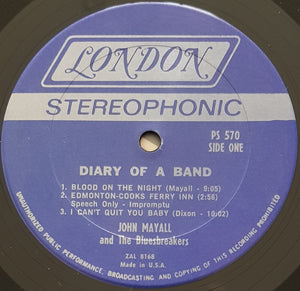 LONDON
STEREOPHONIC
PS 570
SIDE ONE
DIARY OF A BAND
1. BLOOD ON THE NIGHT (Mayall - 9:05)
2. EDMONTON-COOKS FERRY INN (2:56)
Speech Only - Impromptu
3. I CAN'T QUIT YOU BABY (Dixon - 10:02)
JOHN MAYALL
and The Bluesbreakers
ZAL 8168
Made in U.S.A.
UNAUTHORIZED PUBLIC PERFORMANCE BROADCASTING AND COPYING OF THIS RECORD PROHIBITED